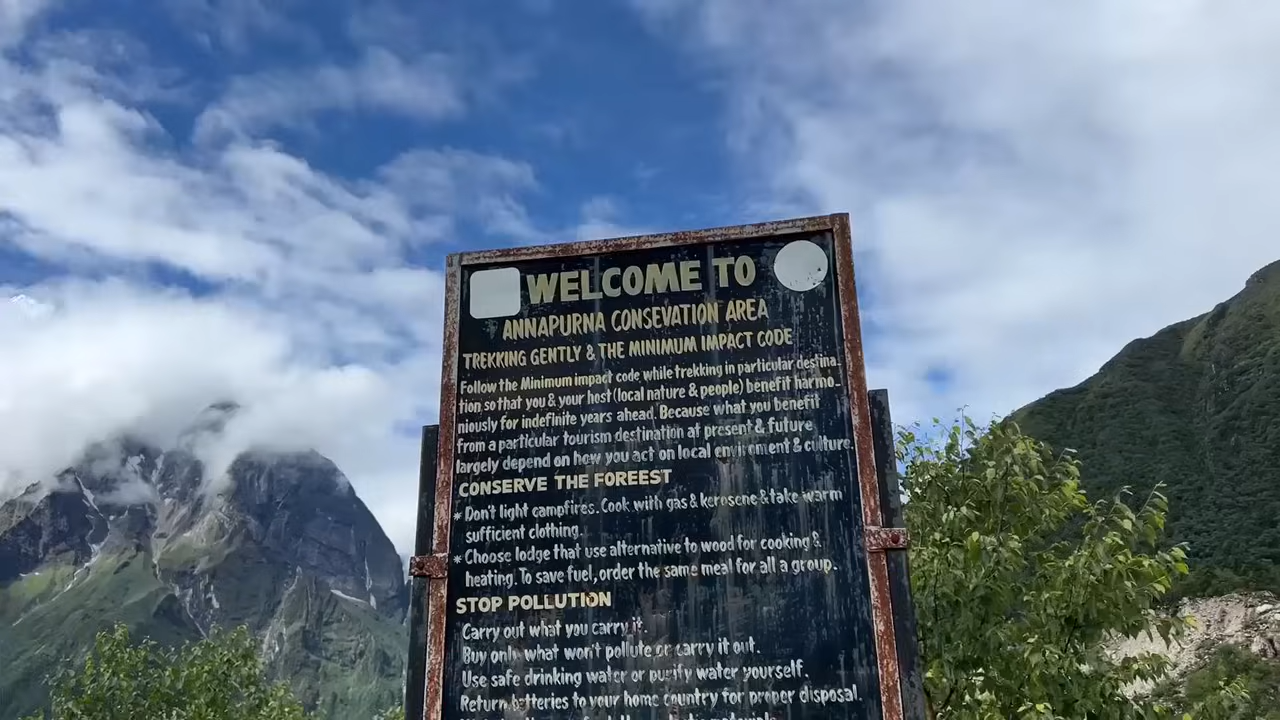 WELCOME TO
ANNAPURNA CONSEVATION AREA
TREKKING GENTLY & THE MINIMUM IMPACT CODE
Follow the Minimum impact code while trekking in particular destina_
tion so that you & your host (local nature & people) benefit harmo_
niously for indefinite years ahead. Because what you benefit
from a particular tourism destination at present & future
largely depend on how you act on local enviroment & culture.
CONSERVE THE FOREEST
* Don't light campfires. Cook with gas & kerosene & take warm
sufficient clothing.
* Choose lodge that use alternative to wood for cooking &
heating. To save fuel, order the same meal for all a group.
STOP POLLUTION
Carry out what you carry it.
Buy only what won't pollute or carry it out.
Use safe drinking water or purify water yourself.
Return batteries to your home country for proper disposal.